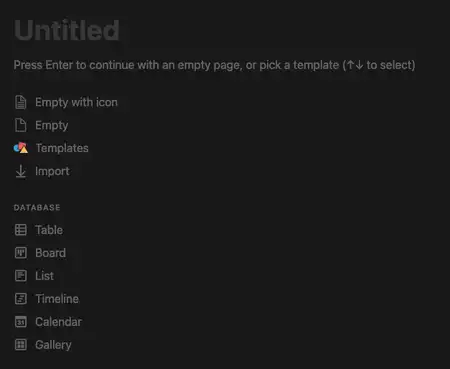 Untitled
Press Enter to continue with an empty page, or pick a template (↑↓ to select)
Empty with icon
Empty
Templates
Import
DATABASE
Table
Board
List
Timeline
31 Calendar
Gallery